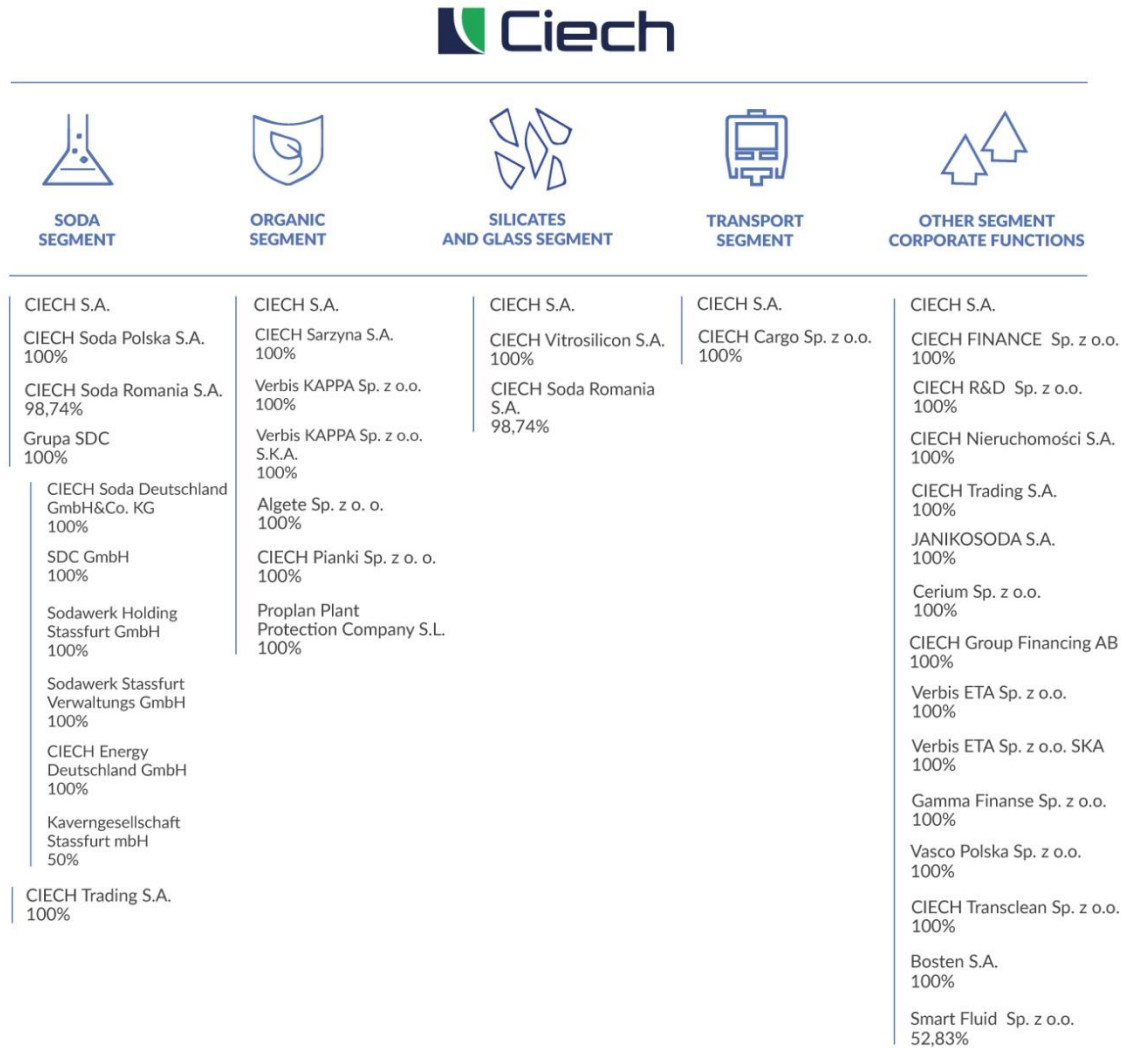 Ciech
SODA
SEGMENT
ORGANIC
SEGMENT
SILICATES
AND GLASS SEGMENT
TRANSPORT
SEGMENT
OTHER SEGMENT
CORPORATE FUNCTIONS
CIECH S.A.
CIECH Soda Polska S.A.
100%
CIECH Soda Romania S.A.
98,74%
Grupa SDC
100%
CIECH Soda Deutschland
GmbH&Co. KG
100%
SDC GmbH
100%
Sodawerk Holding
Stassfurt GmbH
100%
Sodawerk Stassfurt
Verwaltungs GmbH
100%
CIECH Energy
Deutschland GmbH
100%
Kaverngesellschaft
Stassfurt mbH
50%
CIECH Trading S.A.
100%
CIECH S.A.
CIECH Sarzyna S.A.
100%
Verbis KAPPA Sp. z o.o.
100%
Verbis KAPPA Sp. z o.o.
S.K.A.
100%
Algete Sp. z o. o.
100%
CIECH Pianki Sp. z o. o.
100%
Proplan Plant
Protection Company S.L.
100%
CIECH S.A.
CIECH Vitrosilicon S.A.
100%
CIECH Soda Romania
S.A.
98,74%
CIECH S.A.
CIECH Cargo Sp. z o.o.
100%
CIECH S.A.
CIECH FINANCE Sp. z o.o.
100%
CIECH R&D Sp. z o.o.
100%
CIECH Nieruchomości S.A.
100%
CIECH Trading S.A.
100%
JANIKOSODA S.A.
100%
Cerium Sp. z o.o.
100%
CIECH Group Financing AB
100%
Verbis ETA Sp. z o.o.
100%
Verbis ETA Sp. z o.o. SKA
100%
Gamma Finanse Sp. z o.o.
100%
Vasco Polska Sp. z o.o.
100%
CIECH Transclean Sp. z o.o.
100%
Bosten S.A.
100%
Smart Fluid Sp. z o.o.
52,83%